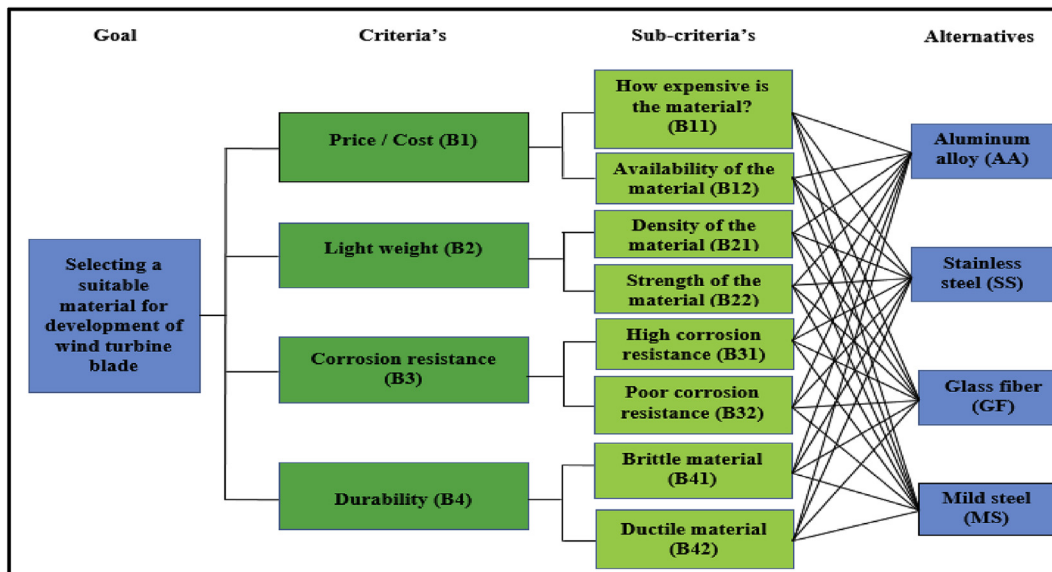 Goal
Criteria's
Sub-criteria's
Alternatives
Selecting a
suitable
material for
development of
wind turbine
blade
Price / Cost (B1)
Light weight (B2)
Corrosion resistance
(B3)
Durability (B4)
How expensive is
the material?
(B11)
Availability of the
material (B12)
Density of the
material (B21)
Strength of the
material (B22)
High corrosion
resistance (B31)
Poor corrosion
resistance (B32)
Brittle material
(B41)
Ductile material
(B42)
Aluminum
alloy (AA)
Stainless
steel (SS)
Glass fiber
(GF)
Mild steel
(MS)